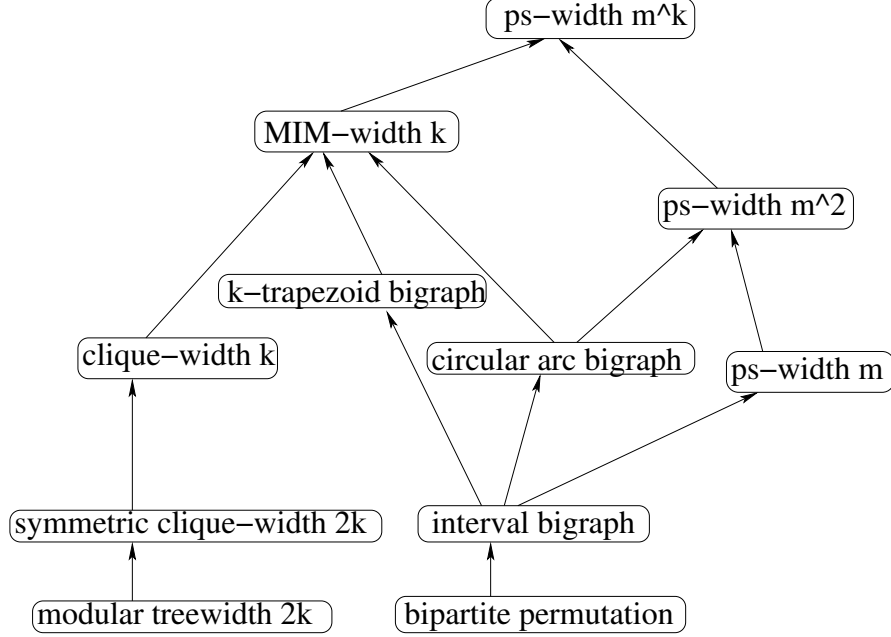 ps−width m^k
MIM−width k
ps−width m^2
k−trapezoid bigraph
clique−width k
circular arc bigraph
ps−width m
symmetric clique−width 2k
interval bigraph
modular treewidth 2k
bipartite permutation